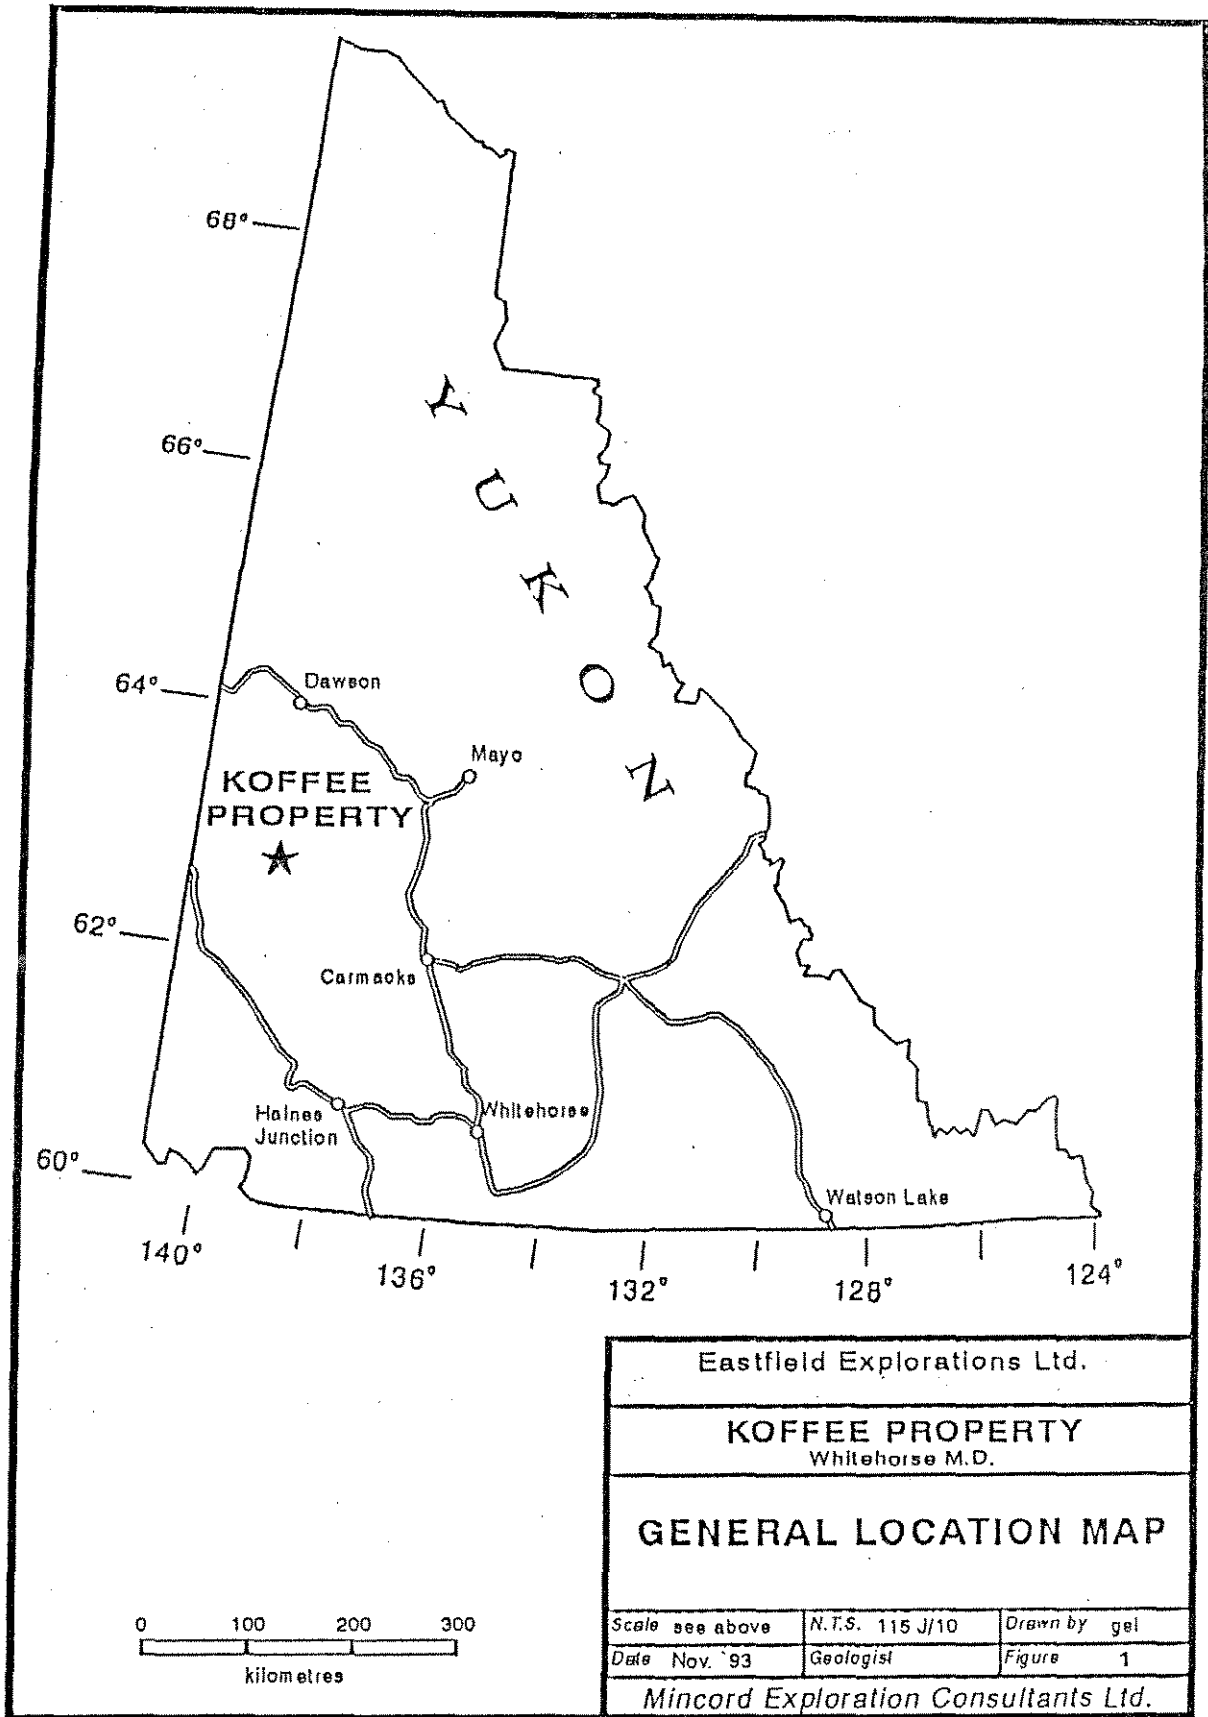 68°
66°
YUKON
64°
Dawson
Mayo
KOFFEE
PROPERTY
62°
Carmacks
Haines
Junction
Whitehorse
60°
Watson Lake
140°
136°
132°
128°
124°
Eastfield Explorations Ltd.
KOFFEE PROPERTY
Whitehorse M.D.
GENERAL LOCATION MAP
0 100 200 300
kilometres
Scale see above N.T.S. 115 J/10 Drawn by gel
Date Nov. `93 Geologist Figure 1
Mincord Exploration Consultants Ltd.